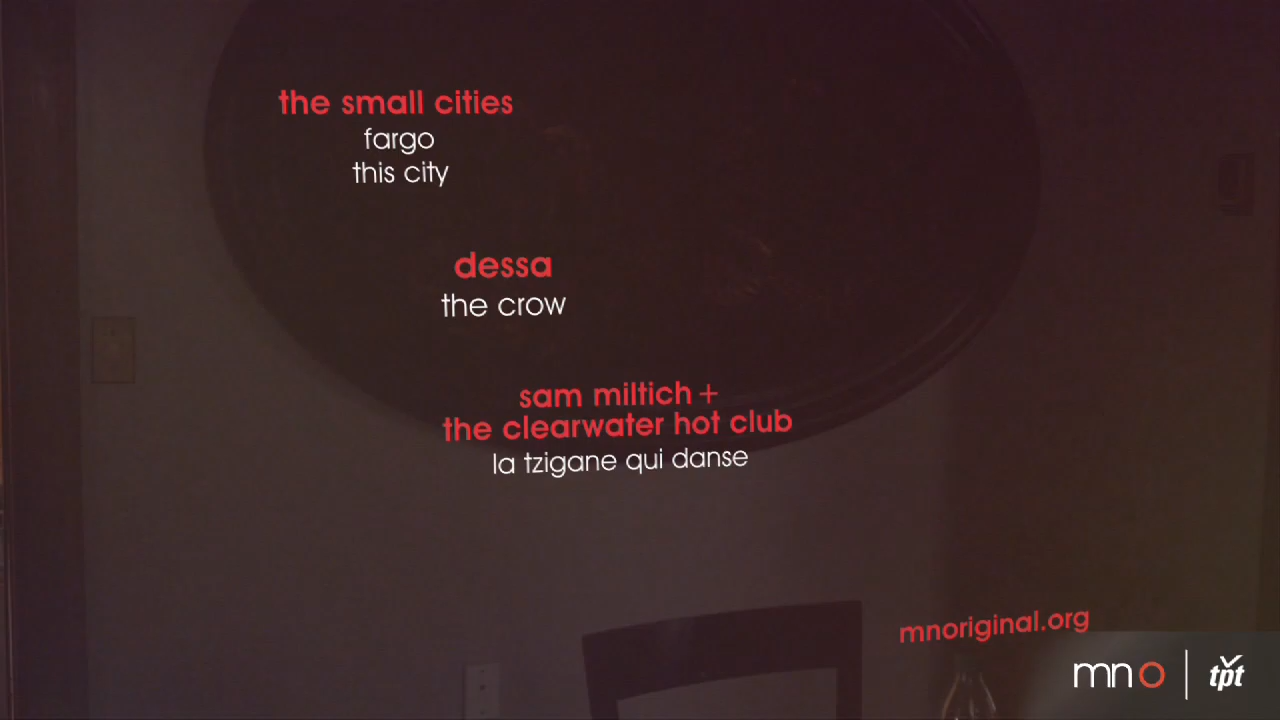 the small cities
fargo
this city
dessa
the crow
sam miltich +
the clearwater hot club
la tzigane qui danse
mnoriginal.org
mn o | tpt